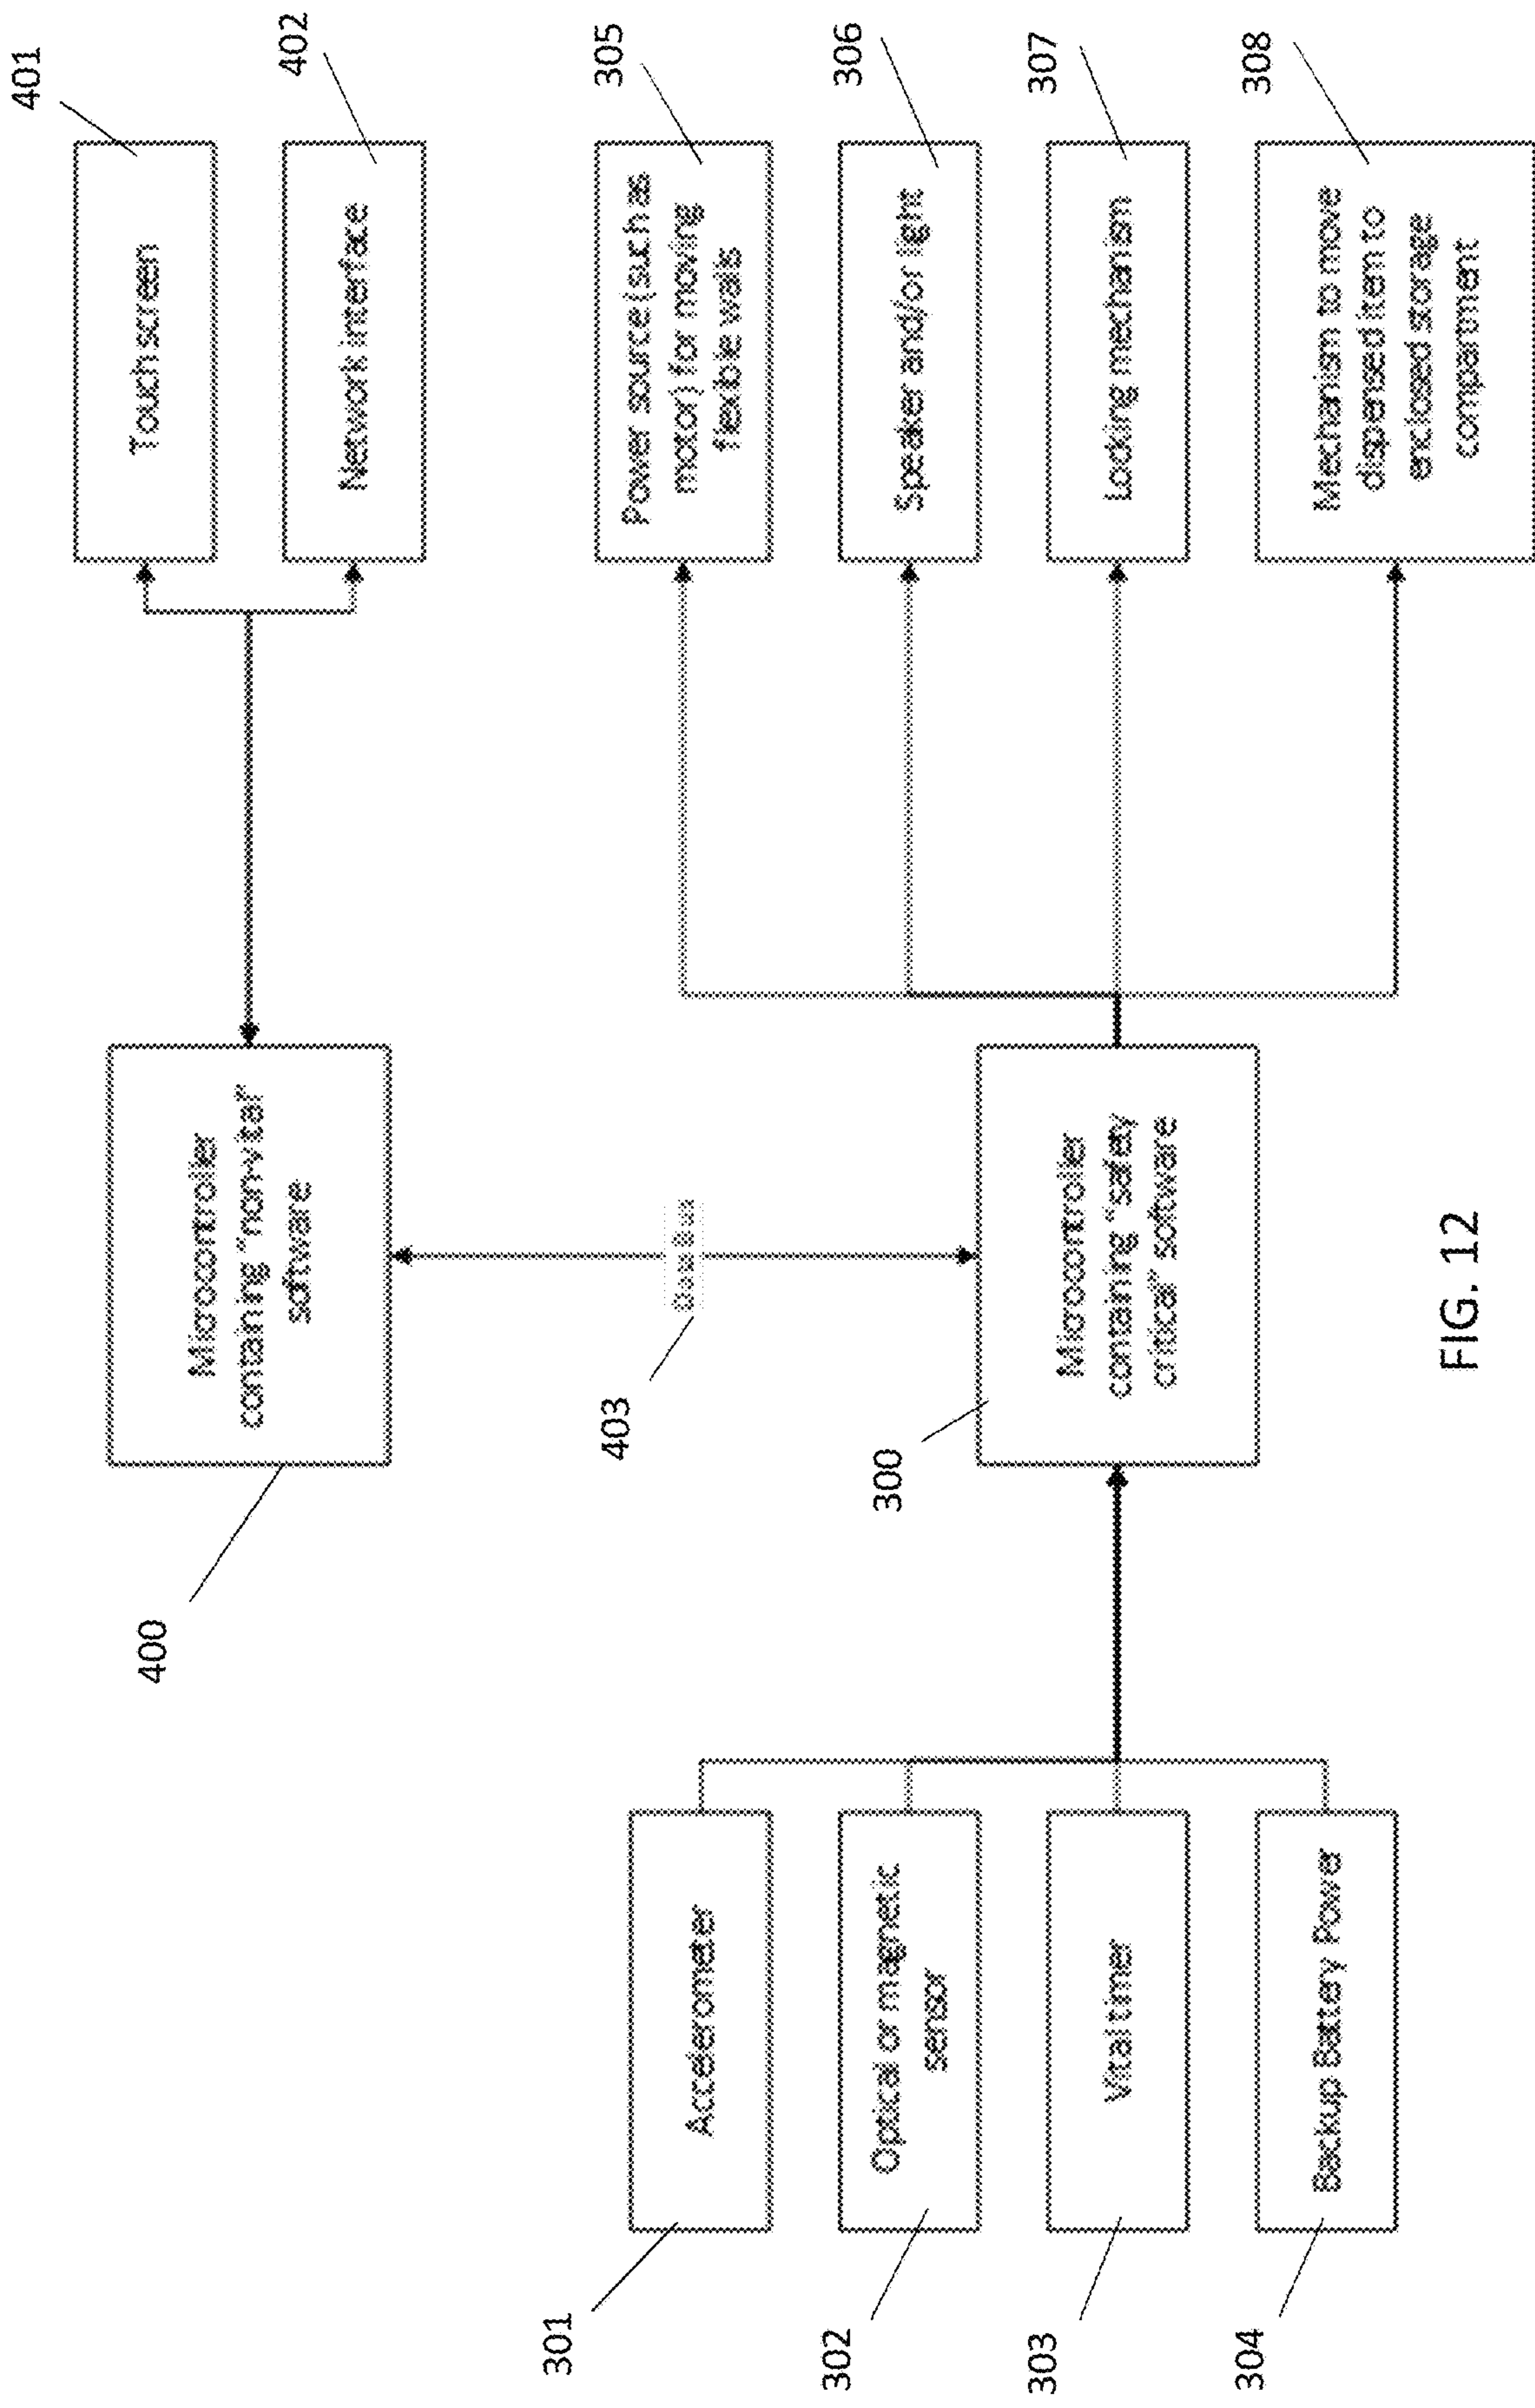 400
Microcontroller
containing "non-vital"
software
401
Touch screen
402
Network interface
403
Data Bus
301
Accelerometer
302
Optical or magnetic
sensor
303
Vital timer
304
Backup Battery Power
300
Microcontroller
containing "safety
critical" software
305
Power source (such as
motor) for moving
flexible walls
306
Speaker and/or light
307
Locking mechanism
308
Mechanism to move
dispensed item to
enclosed storage
compartment
FIG. 12